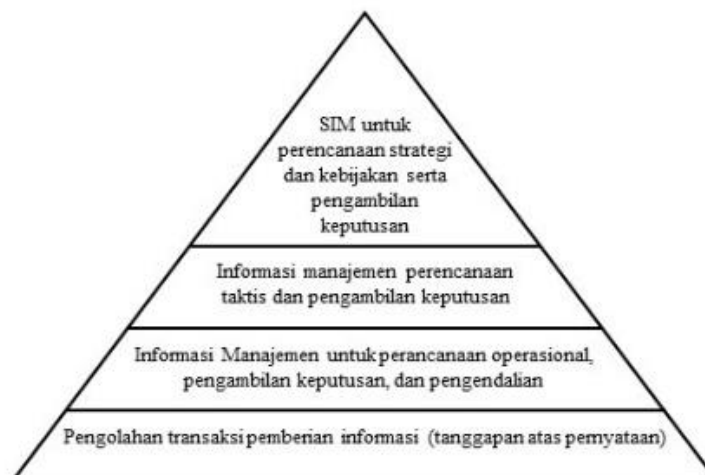 SIM untuk
perencanaan strategi
dan kebijakan serta
pengambilan
keputusan
Informasi manajemen perencanaan
taktis dan pengambilan keputusan
Informasi Manajemen untuk perancanaan operasional,
pengambilan keputusan, dan pengendalian
Pengolahan transaksi pemberian informasi (tanggapan atas pernyataan)